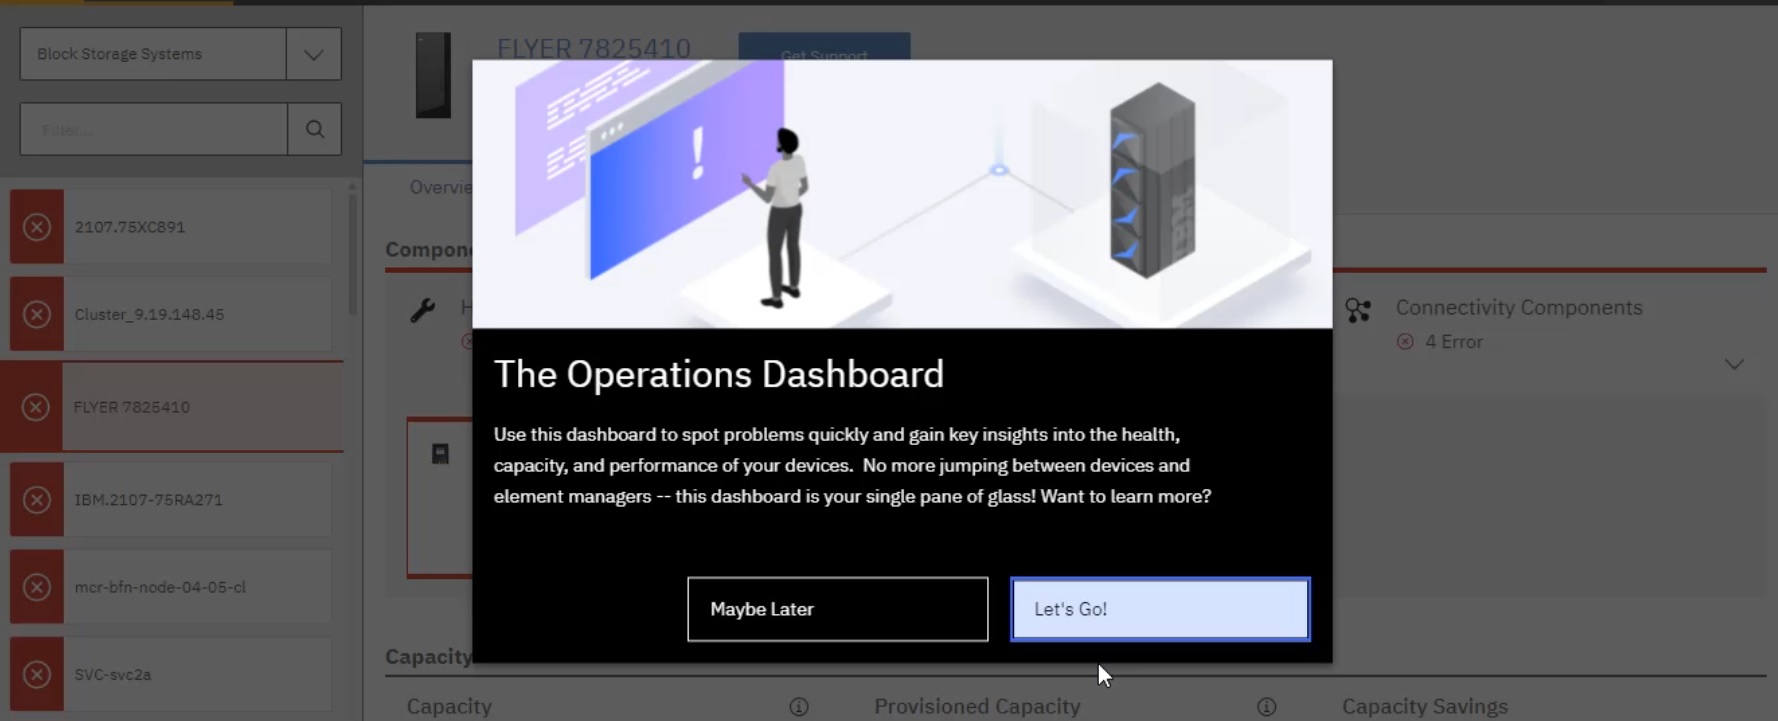 Block Storage Systems
Filter...
2107.75XC891
Cluster_9.19.148.45
FLYER 7825410
IBM.2107-75RA271
mcr-bfn-node-04-05-cl
SVC-svc2a
FLYER 7825410
Get Support
Overvie
Compone
H
Connectivity Components
4 Error
IBM
The Operations Dashboard
Use this dashboard to spot problems quickly and gain key insights into the health,
capacity, and performance of your devices.  No more jumping between devices and
element managers -- this dashboard is your single pane of glass! Want to learn more?
Maybe Later
Let's Go!
Capacity
Capacity
Provisioned Capacity
Capacity Savings